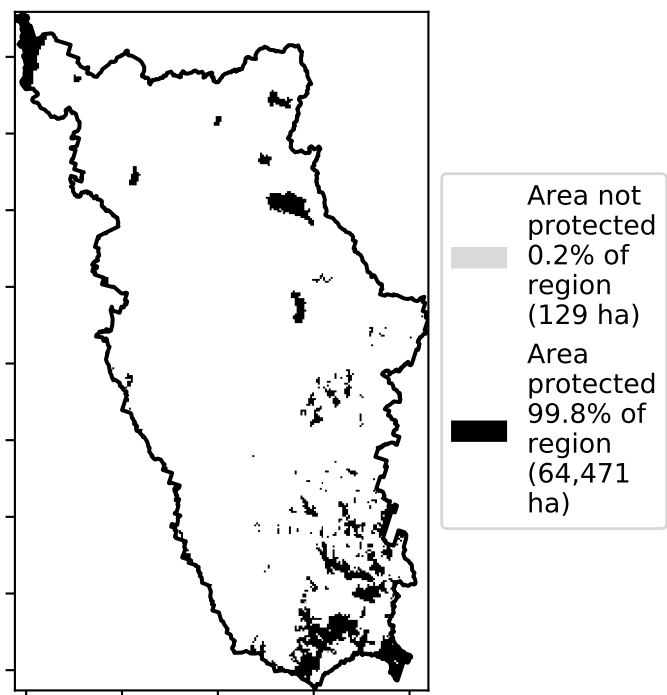 Area not
protected
0.2% of
region
(129 ha)
Area
protected
99.8% of
region
(64,471
ha)